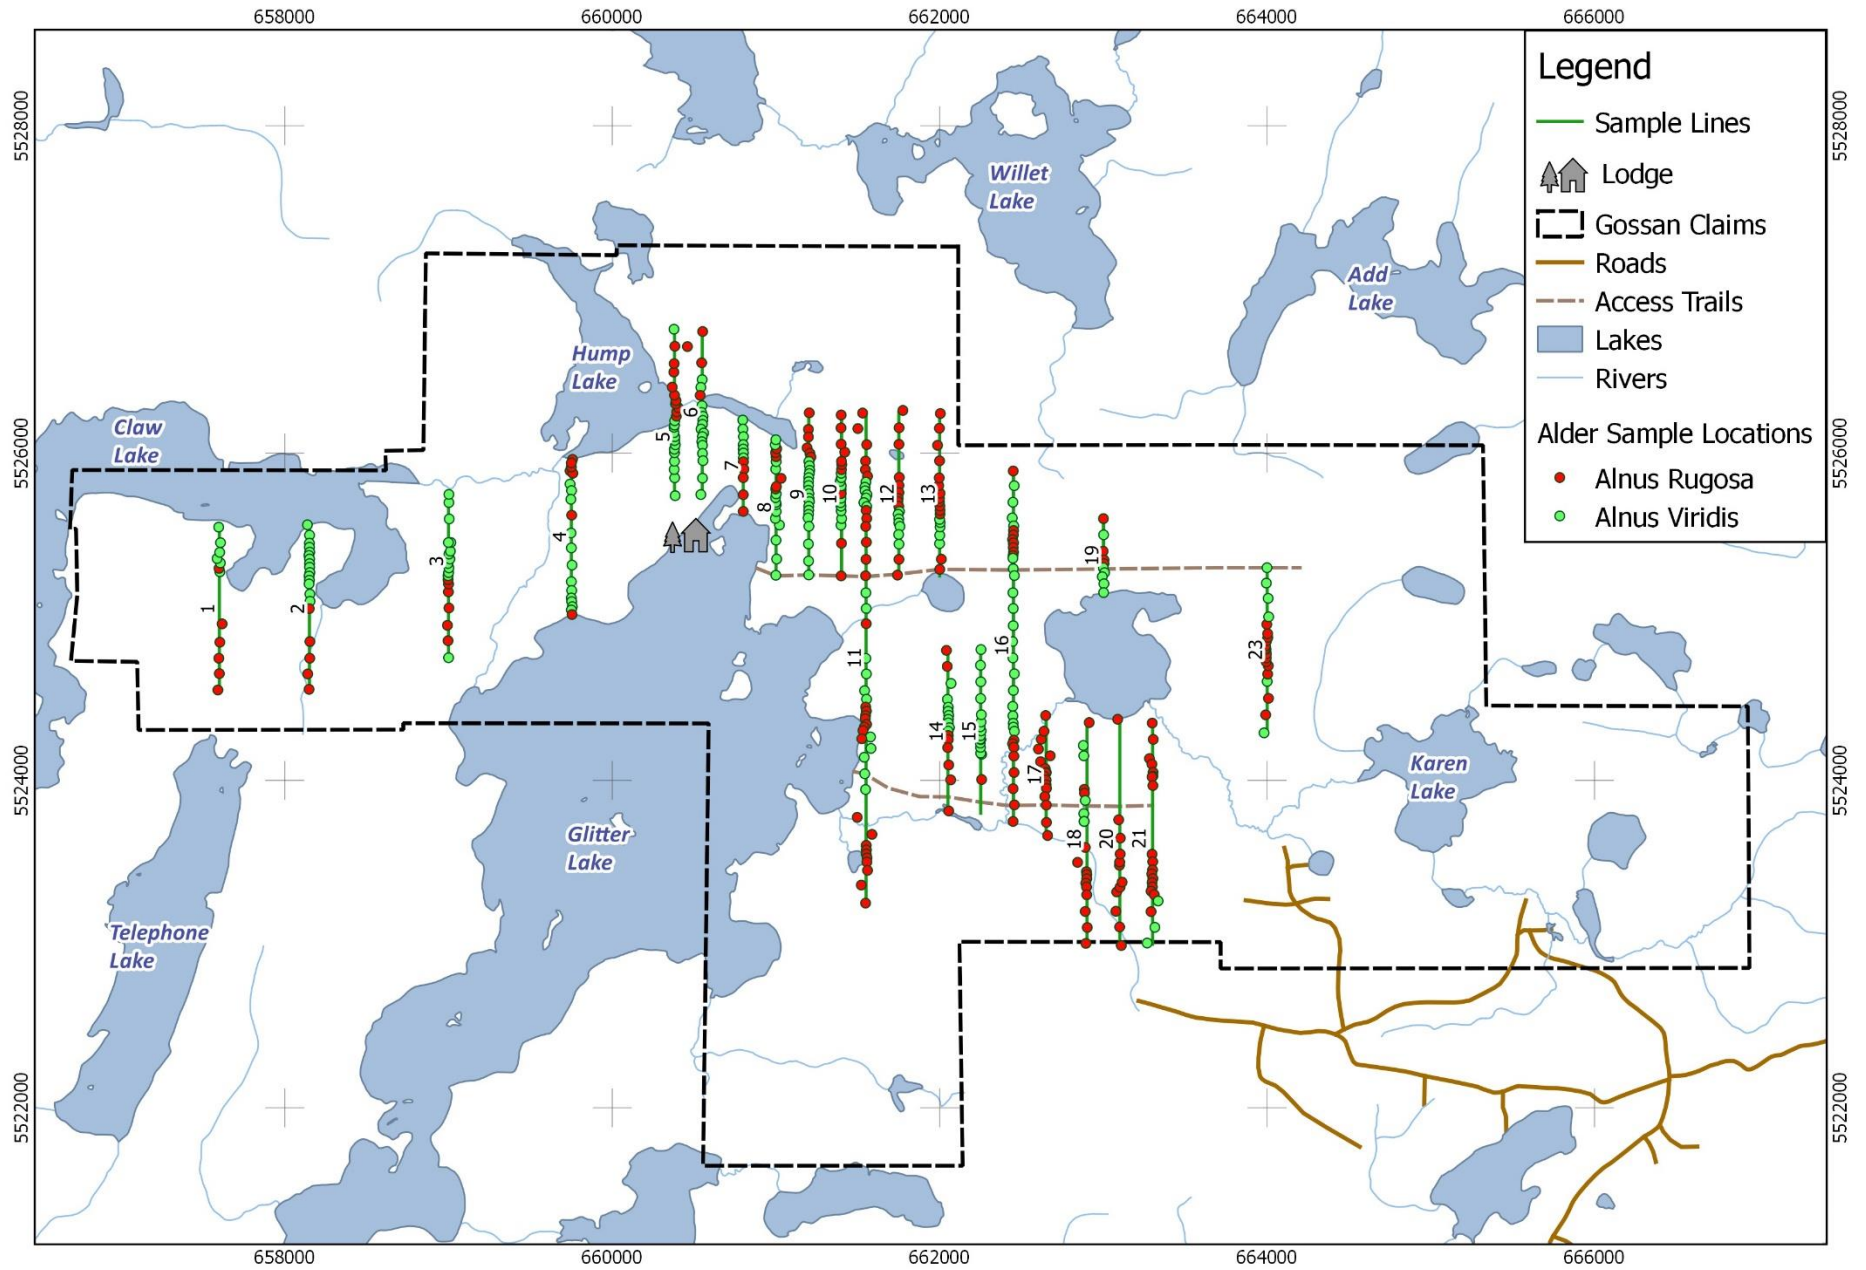 658000
660000
662000
664000
666000
5528000
5528000
Legend
Sample Lines
Lodge
Gossan Claims
Roads
Access Trails
Lakes
Rivers
Alder Sample Locations
Alnus Rugosa
Alnus Viridis
Willet
Lake
Add
Lake
Hump
Lake
Claw
Lake
5526000
5526000
1
2
3
4
5
6
7
8
9
10
11
12
13
14
15
16
17
18
19
20
21
23
5524000
5524000
Karen
Lake
Glitter
Lake
Telephone
Lake
5522000
5522000
658000
660000
662000
664000
666000